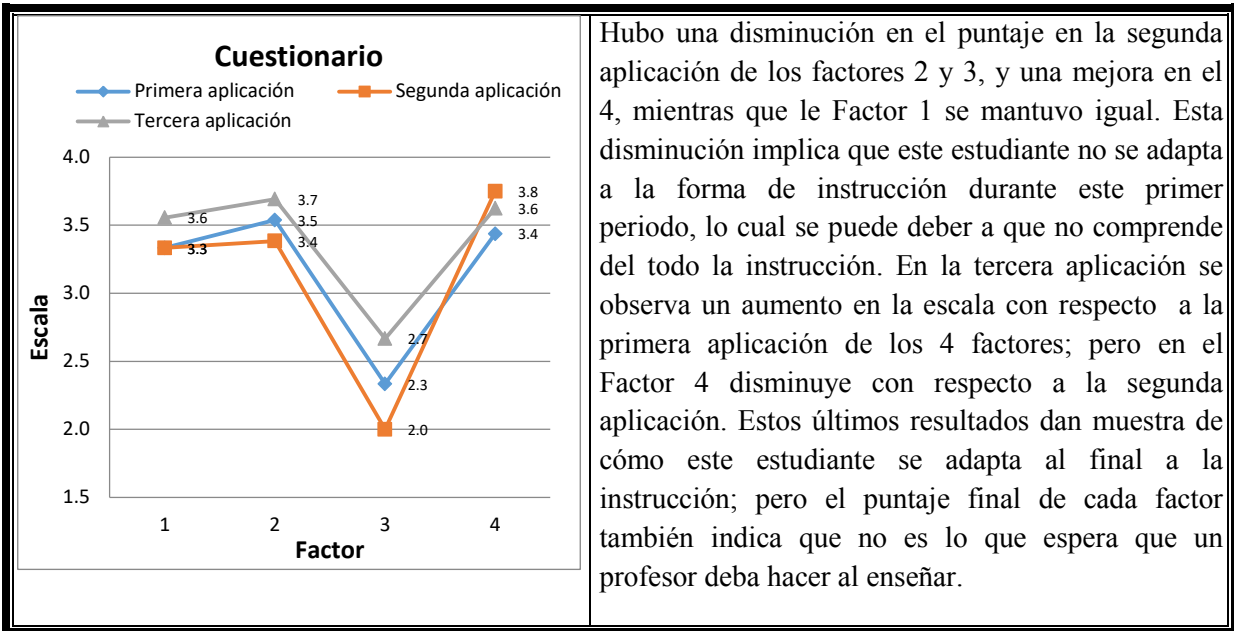 Cuestionario
Primera aplicación
Segunda aplicación
Tercera aplicación
4.0
3.5
3.0
2.5
2.0
1.5
Escala
3.6
3.3
3.7
3.5
3.4
2.7
2.3
2.0
3.8
3.6
3.4
1 2 3 4
Factor
Hubo una disminución en el puntaje en la segunda
aplicación de los factores 2 y 3, y una mejora en el
4, mientras que le Factor 1 se mantuvo igual. Esta
disminución implica que este estudiante no se adapta
a la forma de instrucción durante este primer
periodo, lo cual se puede deber a que no comprende
del todo la instrucción. En la tercera aplicación se
observa un aumento en la escala con respecto a la
primera aplicación de los 4 factores; pero en el
Factor 4 disminuye con respecto a la segunda
aplicación. Estos últimos resultados dan muestra de
cómo este estudiante se adapta al final a la
instrucción; pero el puntaje final de cada factor
también indica que no es lo que espera que un
profesor deba hacer al enseñar.